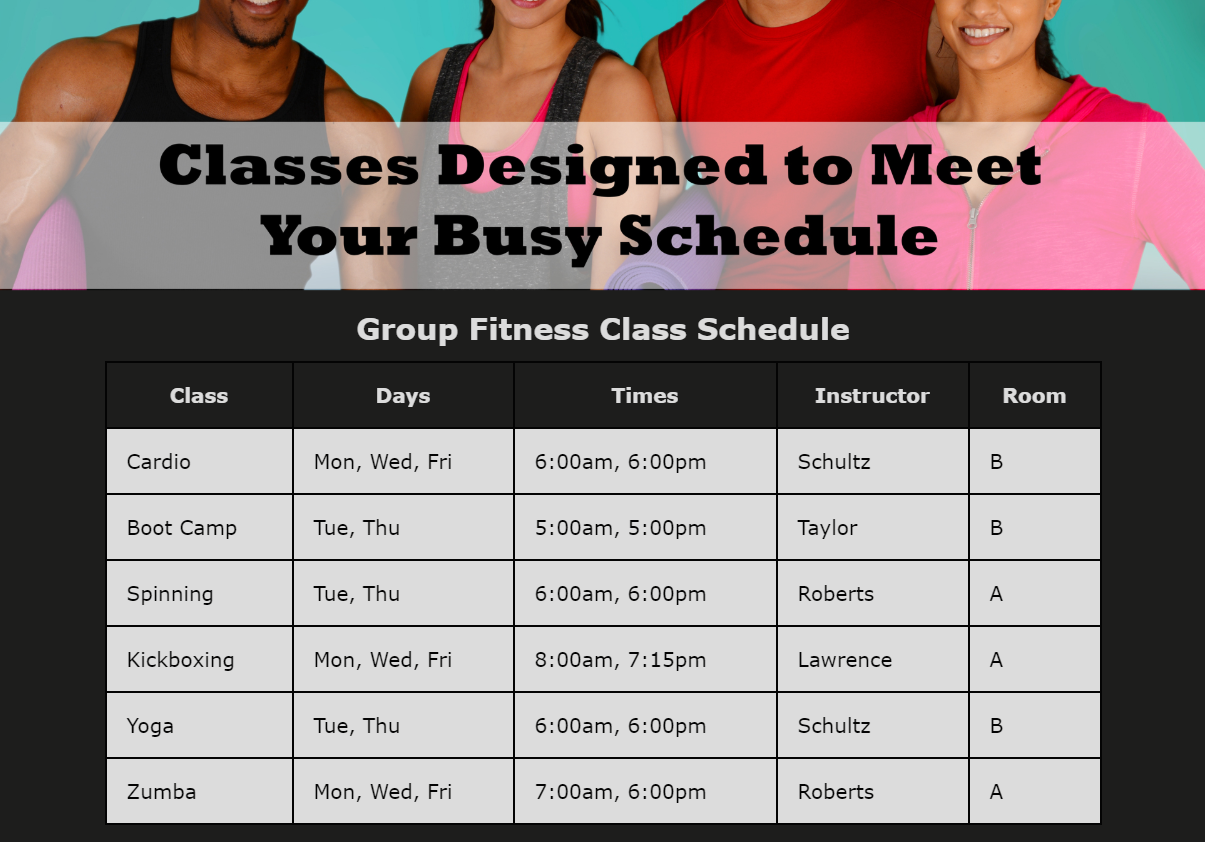 Classes Designed to Meet
Your Busy Schedule
Group Fitness Class Schedule
Class Days Times Instructor Room
Cardio Mon, Wed, Fri 6:00am, 6:00pm Schultz B
Boot Camp Tue, Thu 5:00am, 5:00pm Taylor B
Spinning Tue, Thu 6:00am, 6:00pm Roberts A
Kickboxing Mon, Wed, Fri 8:00am, 7:15pm Lawrence A
Yoga Tue, Thu 6:00am, 6:00pm Schultz B
Zumba Mon, Wed, Fri 7:00am, 6:00pm Roberts A